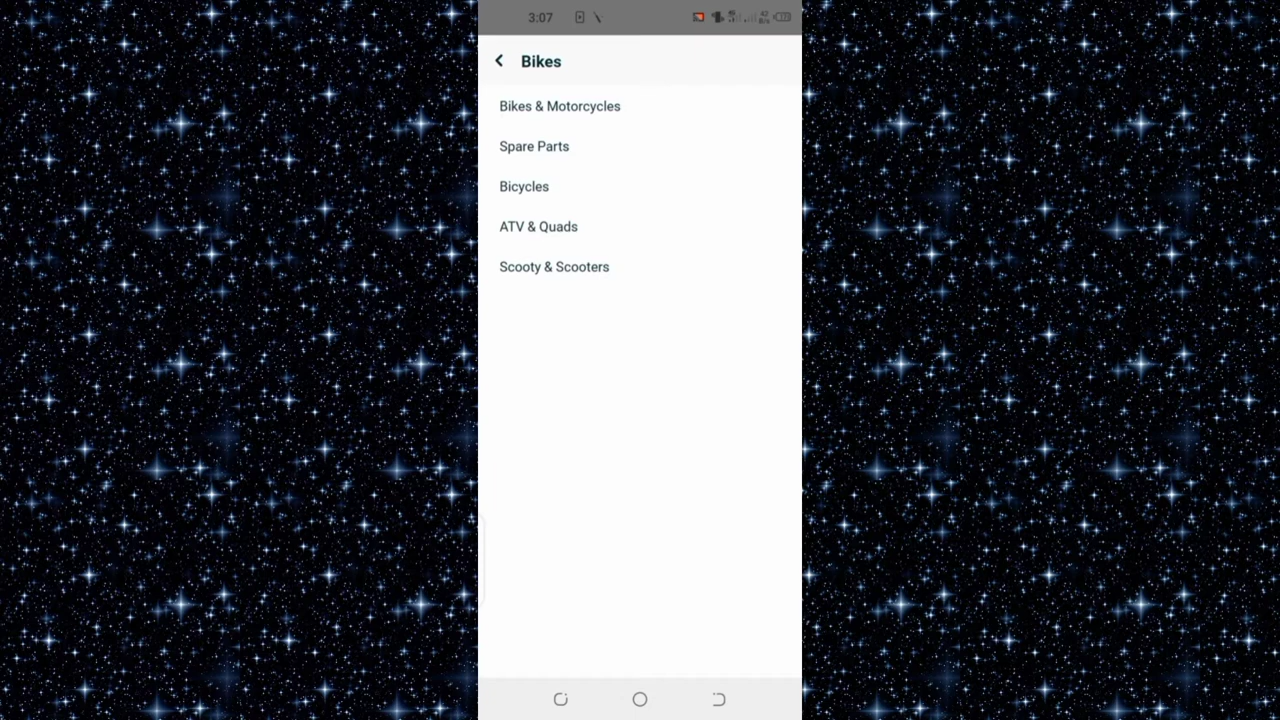 3:07
Bikes
Bikes & Motorcycles
Spare Parts
Bicycles
ATV & Quads
Scooty & Scooters